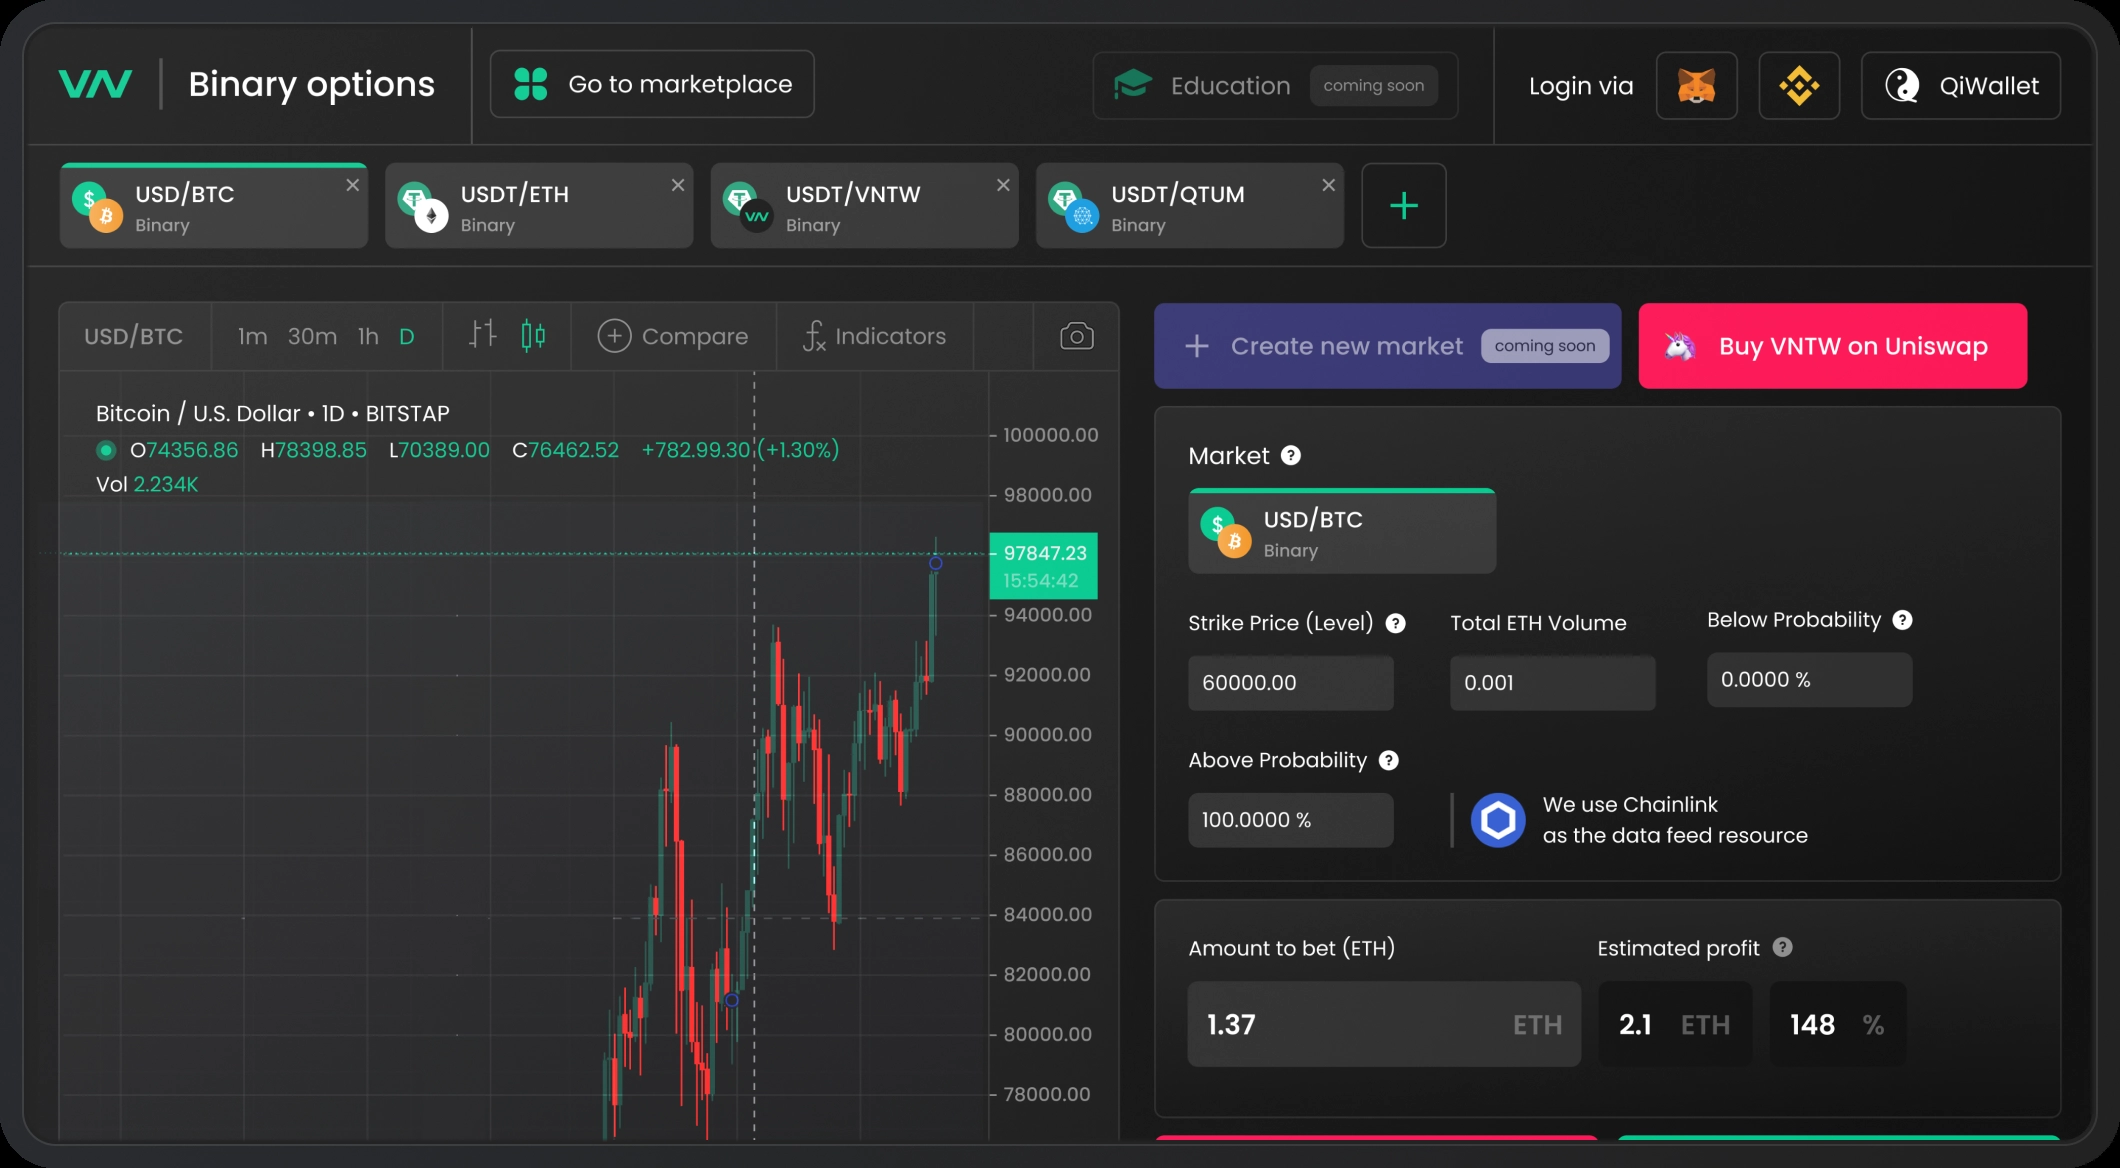 VN
Binary options
Go to marketplace
Education
coming soon
Login via
QiWallet
USD/BTC
Binary
USDT/ETH
Binary
USDT/VNTW
Binary
USDT/QTUM
Binary
USD/BTC
1m 30m 1h D
Compare
fx Indicators
Bitcoin / U.S. Dollar • 1D • BITSTAP
O74356.86 H78398.85 L70389.00 C76462.52 +782.99.30 (+1.30%)
Vol 2.234K
100000.00
98000.00
97847.23
15:54:42
94000.00
92000.00
90000.00
88000.00
86000.00
84000.00
82000.00
80000.00
78000.00
Create new market
coming soon
Buy VNTW on Uniswap
Market
USD/BTC
Binary
Strike Price (Level)
60000.00
Total ETH Volume
0.001
Below Probability
0.0000 %
Above Probability
100.0000 %
We use Chainlink
as the data feed resource
Amount to bet (ETH)
1.37 ETH
Estimated profit
2.1 ETH
148 %